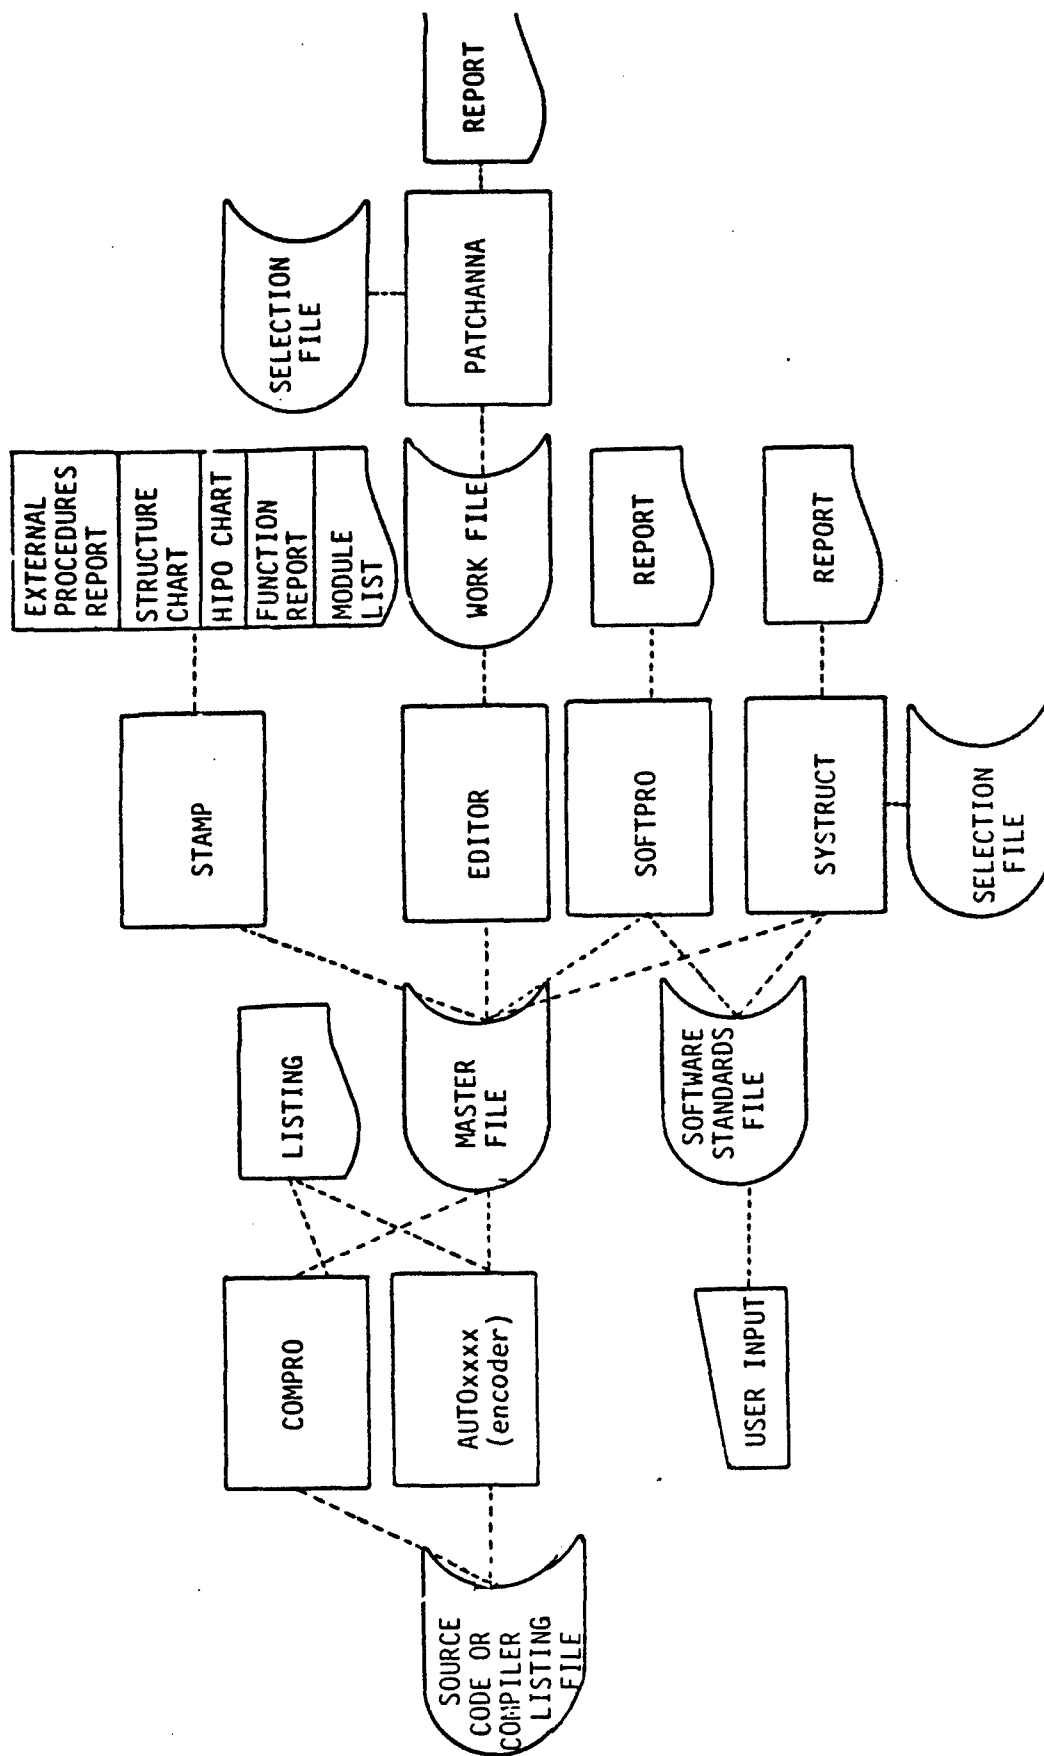 SOURCE
CODE OR
COMPILER
LISTING
FILE
COMPRO
AUTOxxxx
(encoder)
USER INPUT
LISTING
MASTER
FILE
SOFTWARE
STANDARDS
FILE
STAMP
EDITOR
SOFTPRO
SYSTRUCT
SELECTION
FILE
EXTERNAL
PROCEDURES
REPORT
STRUCTURE
CHART
HIPO CHART
FUNCTION
REPORT
MODULE
LIST
WORK FILE
REPORT
REPORT
SELECTION
FILE
PATCHANNA
REPORT